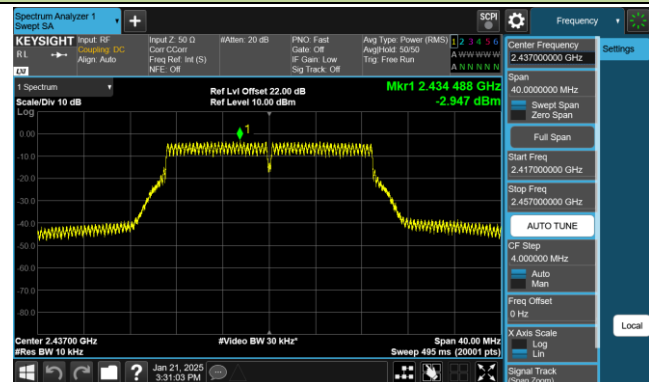 Spectrum Analyzer 1
Swept SA
SCPI
Frequency
KEYSIGHT
RL
LXI
Input: RF
Coupling: DC
Align: Auto
Input Z: 50 Ω
Corr CCorr
Freq Ref: Int (S)
NFE: Off
#Atten: 20 dB
PNO: Fast
Gate: Off
IF Gain: Low
Sig Track: Off
Avg Type: Power (RMS)
Avg|Hold: 50/50
Trig: Free Run
1 2 3 4 5 6
A W W W W W
A N N N N N
1 Spectrum
Scale/Div 10 dB
Ref Lvl Offset 22.00 dB
Ref Level 10.00 dBm
Mkr1 2.434 488 GHz
-2.947 dBm
Log
0.00
-10.0
-20.0
-30.0
-40.0
-50.0
-60.0
-70.0
-80.0
1
Center 2.43700 GHz
#Res BW 10 kHz
#Video BW 30 kHz*
Span 40.00 MHz
Sweep 495 ms (20001 pts)
Center Frequency
2.437000000 GHz
Span
40.0000000 MHz
Swept Span
Zero Span
Full Span
Start Freq
2.417000000 GHz
Stop Freq
2.457000000 GHz
AUTO TUNE
CF Step
4.000000 MHz
Auto
Man
Freq Offset
0 Hz
X Axis Scale
Log
Lin
Signal Track
(Span Zoom)
Settings
Local
?
Jan 21, 2025
3:31:03 PM